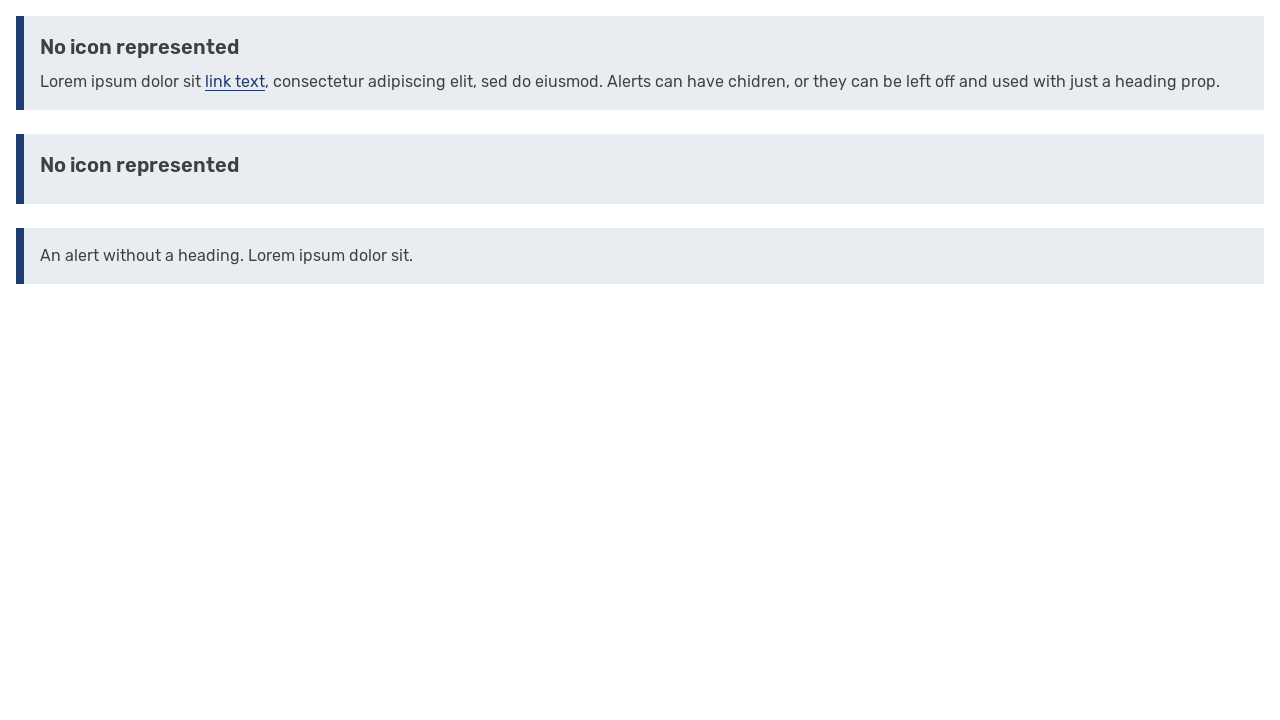 No icon represented
Lorem ipsum dolor sit link text, consectetur adipiscing elit, sed do eiusmod. Alerts can have chidren, or they can be left off and used with just a heading prop.
No icon represented
An alert without a heading. Lorem ipsum dolor sit.